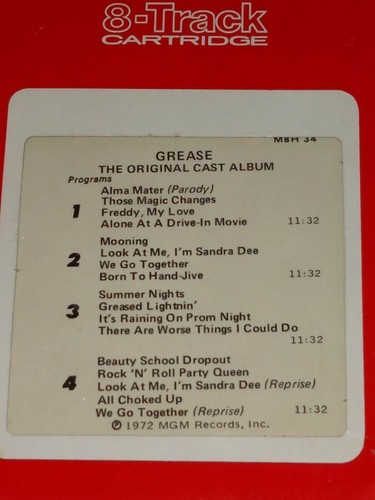 8-Track
CARTRIDGE
M8H 34
GREASE
THE ORIGINAL CAST ALBUM
Programs
1
Alma Mater (Parody)
Those Magic Changes
Freddy, My Love
Alone At A Drive-In Movie 11:32
2
Mooning
Look At Me, I'm Sandra Dee
We Go Together
Born To Hand-Jive 11:32
3
Summer Nights
Greased Lightnin'
It's Raining On Prom Night
There Are Worse Things I Could Do
11:32
4
Beauty School Dropout
Rock 'N' Roll Party Queen
Look At Me, I'm Sandra Dee (Reprise)
All Choked Up
We Go Together (Reprise) 11:32
℗ 1972 MGM Records, Inc.